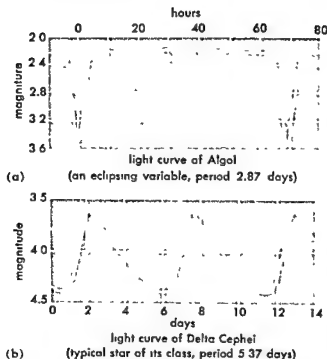 hours
0 20 40 60 80
2 0
2.4
2.8
3.2
3 6
magnitude
light curve of Algol
(a) (an eclipsing variable, period 2.87 days)
3.5
4.0
4.5
magnitude
0 2 4 6 8 10 12 14
days
light curve of Delta Cephei
(b) (typical star of its class, period 5 37 days)